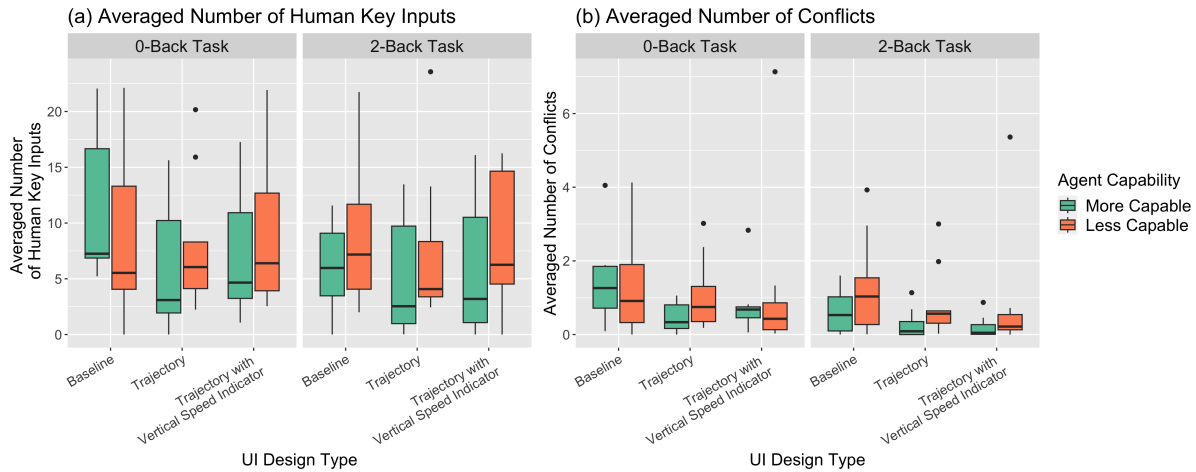 (a) Averaged Number of Human Key Inputs
0-Back Task
2-Back Task
Averaged Number
of Human Key Inputs
20
15
10
5
0
Baseline
Trajectory
Trajectory with
Vertical Speed Indicator
Baseline
Trajectory
Trajectory with
Vertical Speed Indicator
UI Design Type
(b) Averaged Number of Conflicts
0-Back Task
2-Back Task
Averaged Number of Conflicts
6
4
2
0
Baseline
Trajectory
Trajectory with
Vertical Speed Indicator
Baseline
Trajectory
Trajectory with
Vertical Speed Indicator
UI Design Type
Agent Capability
More Capable
Less Capable